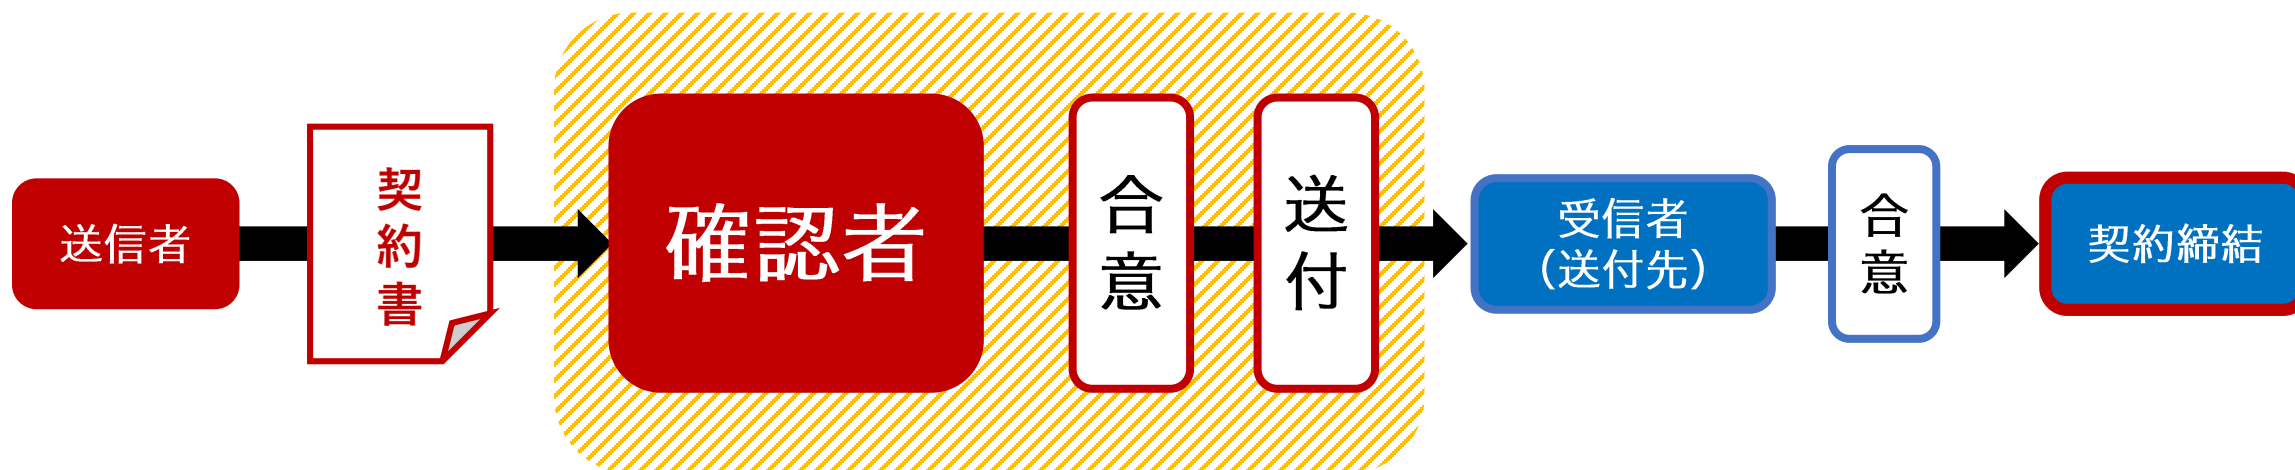 送信者
契約書
確認者
合意
送付
受信者
（送付先）
合意
契約締結